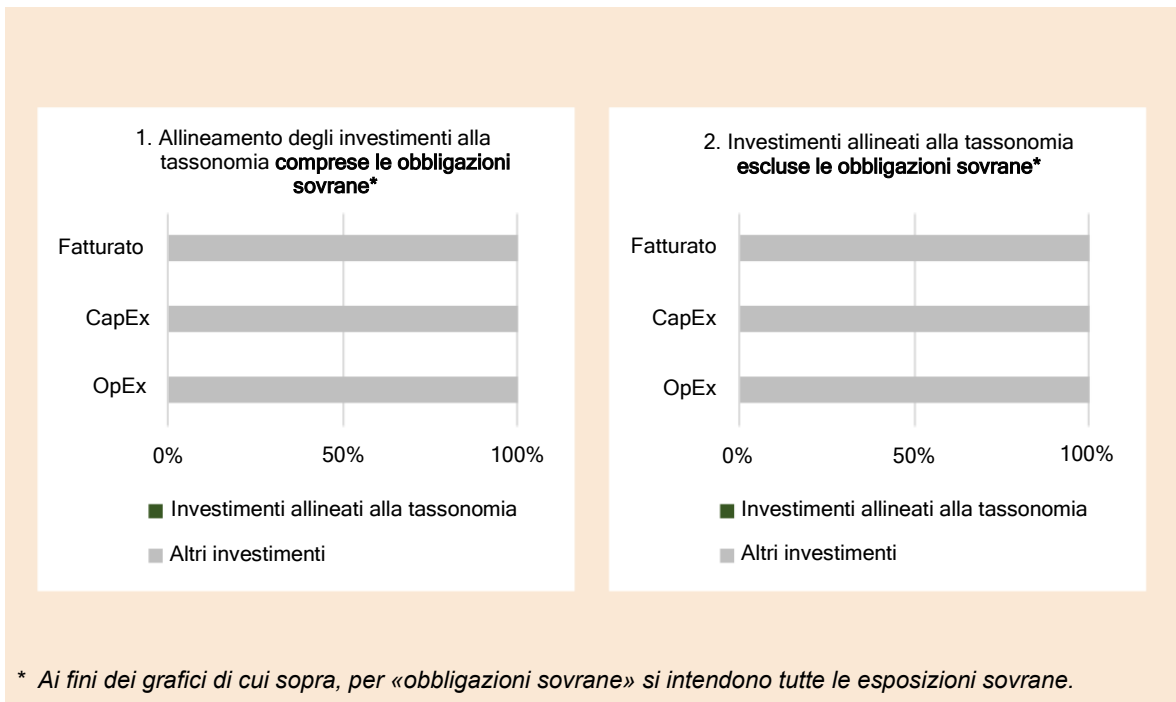 1. Allineamento degli investimenti alla
tassonomia comprese le obbligazioni
sovrane*
Fatturato
CapEx
OpEx
0% 50% 100%
Investimenti allineati alla tassonomia
Altri investimenti
2. Investimenti allineati alla tassonomia
escluse le obbligazioni sovrane*
Fatturato
CapEx
OpEx
0% 50% 100%
Investimenti allineati alla tassonomia
Altri investimenti
* Ai fini dei grafici di cui sopra, per «obbligazioni sovrane» si intendono tutte le esposizioni sovrane.